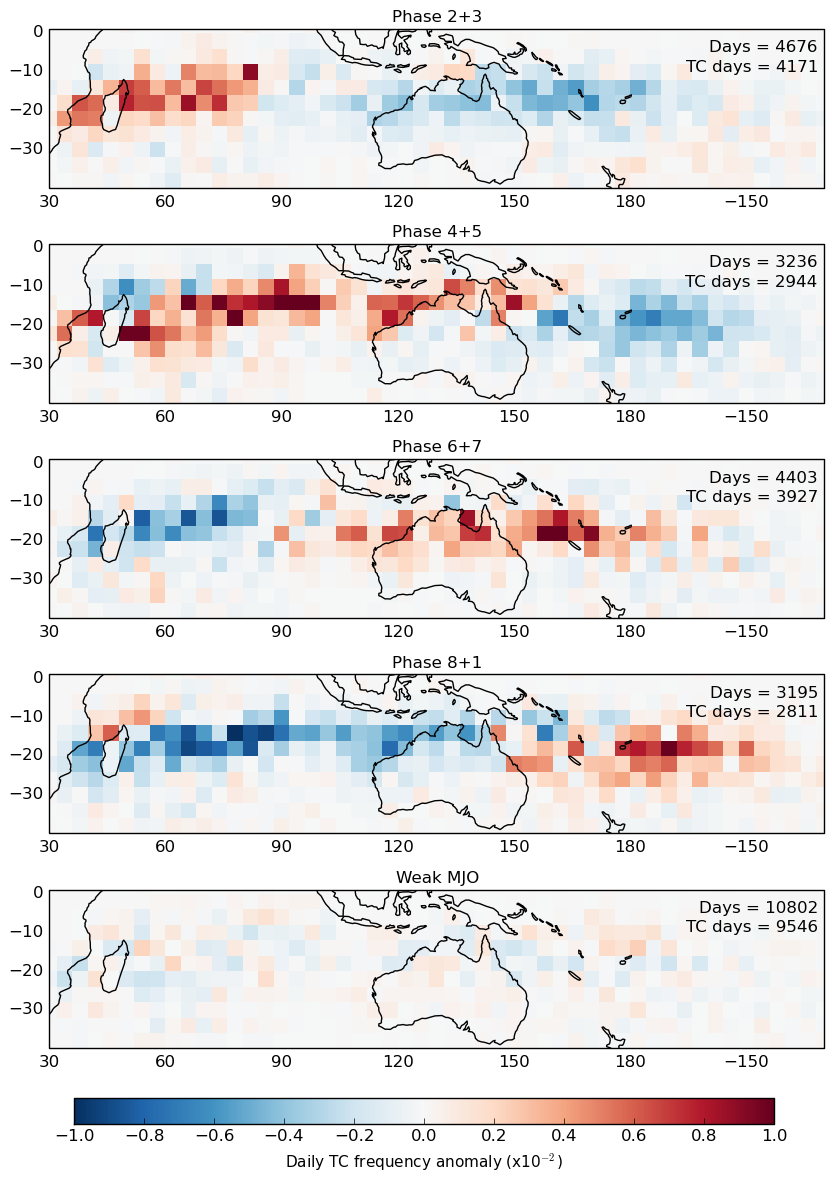 Phase 2+3
Days = 4676
TC days = 4171
0
−10
−20
−30
30 60 90 120 150 180 −150
Phase 4+5
Days = 3236
TC days = 2944
0
−10
−20
−30
30 60 90 120 150 180 −150
Phase 6+7
Days = 4403
TC days = 3927
0
−10
−20
−30
30 60 90 120 150 180 −150
Phase 8+1
Days = 3195
TC days = 2811
0
−10
−20
−30
30 60 90 120 150 180 −150
Weak MJO
Days = 10802
TC days = 9546
0
−10
−20
−30
30 60 90 120 150 180 −150
−1.0 −0.8 −0.6 −0.4 −0.2 0.0 0.2 0.4 0.6 0.8 1.0
Daily TC frequency anomaly (x10⁻²)